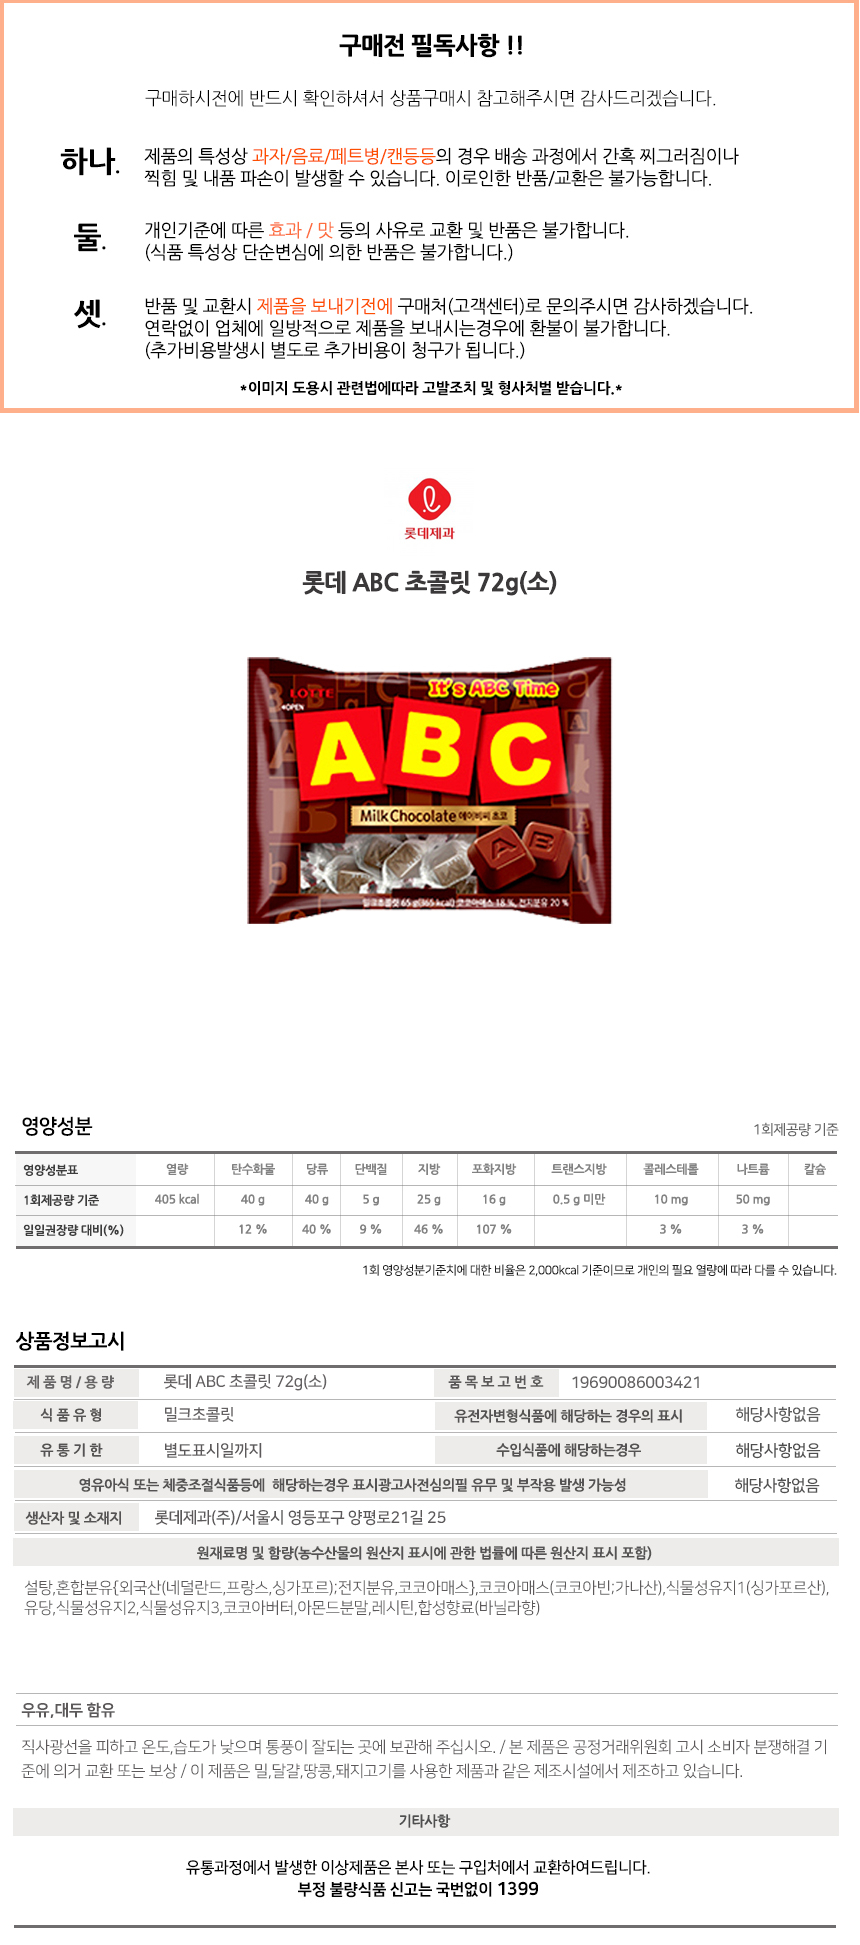 구매전 필독사항 !!
구매하시전에 반드시 확인하셔서 상품구매시 참고해주시면 감사드리겠습니다.
하나. 제품의 특성상 과자/음료/페트병/캔등등의 경우 배송 과정에서 간혹 찌그러짐이나
찍힘 및 내품 파손이 발생할 수 있습니다. 이로인한 반품/교환은 불가능합니다.
둘. 개인기준에 따른 효과 / 맛 등의 사유로 교환 및 반품은 불가합니다.
(식품 특성상 단순변심에 의한 반품은 불가합니다.)
셋. 반품 및 교환시 제품을 보내기전에 구매처(고객센터)로 문의주시면 감사하겠습니다.
연락없이 업체에 일방적으로 제품을 보내시는경우에 환불이 불가합니다.
(추가비용발생시 별도로 추가비용이 청구가 됩니다.)
*이미지 도용시 관련법에따라 고발조치 및 형사처벌 받습니다.*
롯데제과
롯데 ABC 초콜릿 72g(소)
LOTTE
It's ABC Time
OPEN
ABC
Milk Chocolate 에이비씨 초코
A B
밀크초콜릿 65 g(365 kcal) 코코아매스 18 %, 전지분유 20 %
영양성분
1회제공량 기준
영양성분표 열량 탄수화물 당류 단백질 지방 포화지방 트랜스지방 콜레스테롤 나트륨 칼슘
1회제공량 기준 405 kcal 40 g 40 g 5 g 25 g 16 g 0.5 g 미만 10 mg 50 mg
일일권장량 대비(%) 12 % 40 % 9 % 46 % 107 % 3 % 3 %
1회 영양성분기준치에 대한 비율은 2,000kcal 기준이므로 개인의 필요 열량에 따라 다를 수 있습니다.
상품정보고시
제 품 명 / 용 량 롯데 ABC 초콜릿 72g(소) 품 목 보 고 번 호 19690086003421
식 품 유 형 밀크초콜릿 유전자변형식품에 해당하는 경우의 표시 해당사항없음
유 통 기 한 별도표시일까지 수입식품에 해당하는경우 해당사항없음
영유아식 또는 체중조절식품등에 해당하는경우 표시광고사전심의필 유무 및 부작용 발생 가능성 해당사항없음
생산자 및 소재지 롯데제과(주)/서울시 영등포구 양평로21길 25
원재료명 및 함량(농수산물의 원산지 표시에 관한 법률에 따른 원산지 표시 포함)
설탕,혼합분유{외국산(네덜란드,프랑스,싱가포르);전지분유,코코아매스},코코아매스(코코아빈;가나산),식물성유지1(싱가포르산),
유당,식물성유지2,식물성유지3,코코아버터,아몬드분말,레시틴,합성향료(바닐라향)
우유,대두 함유
직사광선을 피하고 온도,습도가 낮으며 통풍이 잘되는 곳에 보관해 주십시오. / 본 제품은 공정거래위원회 고시 소비자 분쟁해결 기
준에 의거 교환 또는 보상 / 이 제품은 밀,달걀,땅콩,돼지고기를 사용한 제품과 같은 제조시설에서 제조하고 있습니다.
기타사항
유통과정에서 발생한 이상제품은 본사 또는 구입처에서 교환하여드립니다.
부정 불량식품 신고는 국번없이 1399